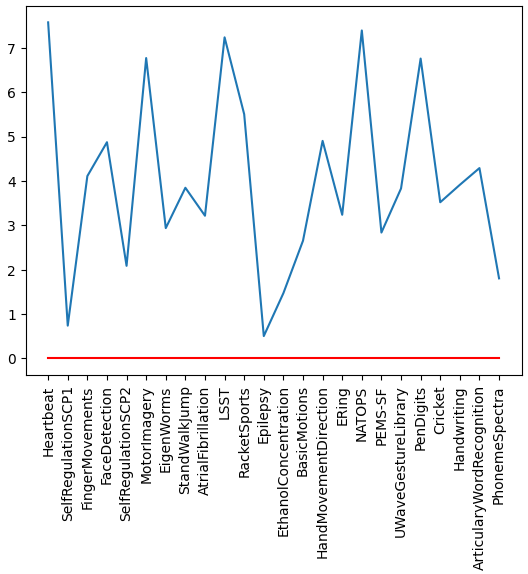 7
6
5
4
3
2
1
0
Heartbeat
SelfRegulationSCP1
FingerMovements
FaceDetection
SelfRegulationSCP2
MotorImagery
EigenWorms
StandWalkJump
AtrialFibrillation
LSST
RacketSports
Epilepsy
EthanolConcentration
BasicMotions
HandMovementDirection
ERing
NATOPS
PEMS-SF
UWaveGestureLibrary
PenDigits
Cricket
Handwriting
ArticularyWordRecognition
PhonemeSpectra